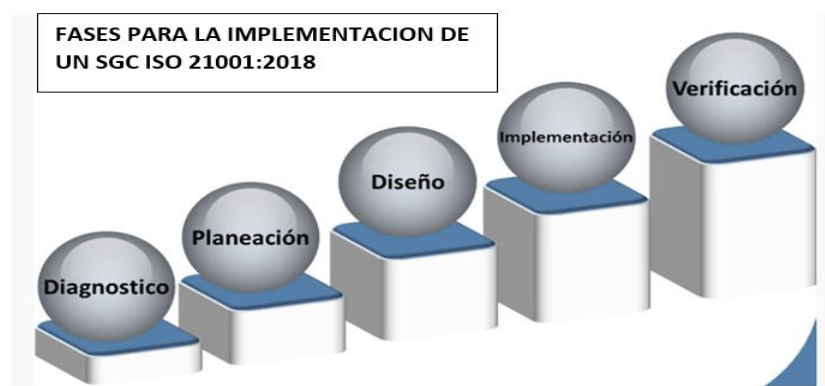 FASES PARA LA IMPLEMENTACION DE
UN SGC ISO 21001:2018
Diagnostico
Planeación
Diseño
Implementación
Verificación